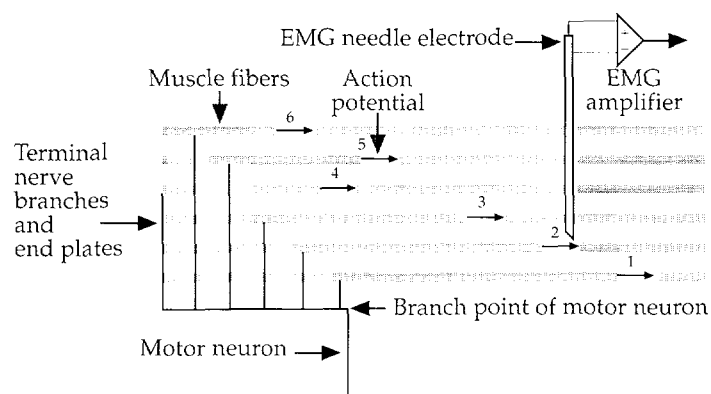 EMG needle electrode
Muscle fibers
Action
potential
EMG
amplifier
6
5
4
3
2
1
Terminal
nerve
branches
and
end plates
Branch point of motor neuron
Motor neuron
+
−